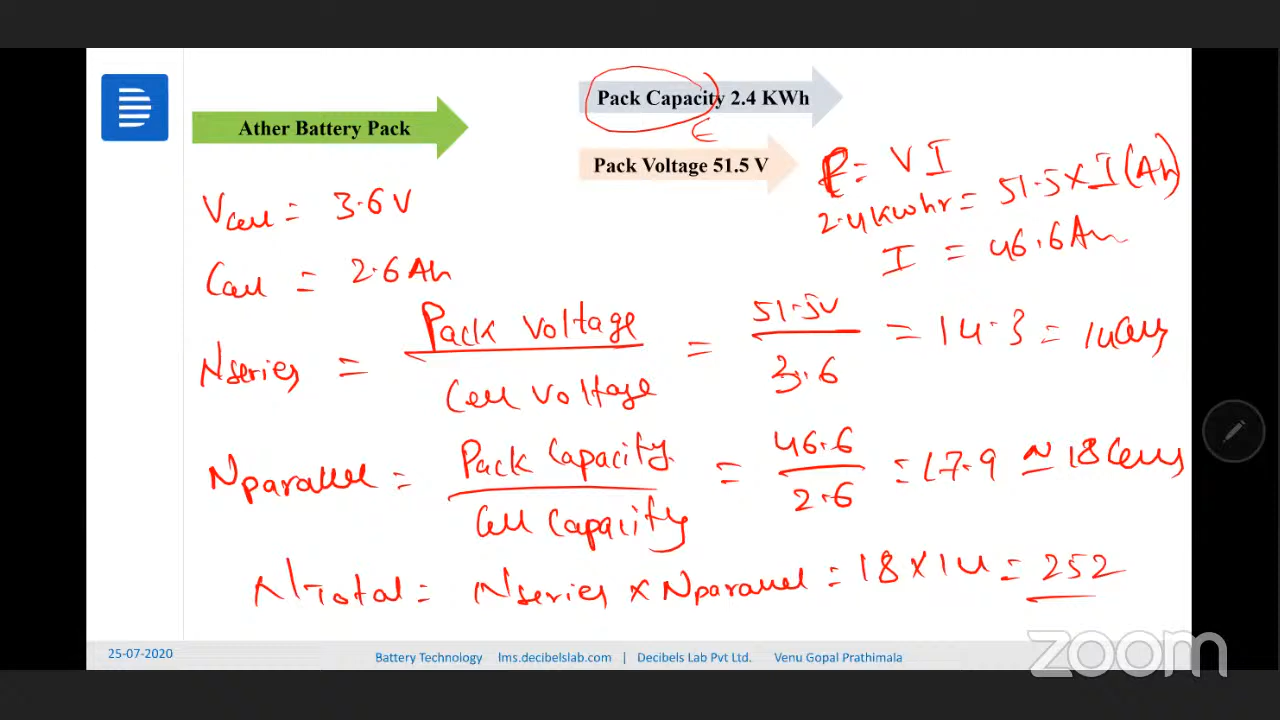 Pack Capacity 2.4 KWh
E
Ather Battery Pack
Pack Voltage 51.5 V
E = VI
2.4 Kwhr = 51.5 X I (Ah)
I = 46.6 Ah
Vcell = 3.6 V
Ccell = 2.6 Ah
Nseries = Pack Voltage / Cell Voltage = 51.5V / 3.6 = 14.3 = 14 Cells
Nparallel = Pack Capacity / Cell Capacity = 46.6 / 2.6 = 17.9 ≃ 18 Cells
NTotal = Nseries x Nparallel = 18 X 14 = 252
25-07-2020
Battery Technology lms.decibelslab.com | Decibels Lab Pvt Ltd. Venu Gopal Prathimala
zoom